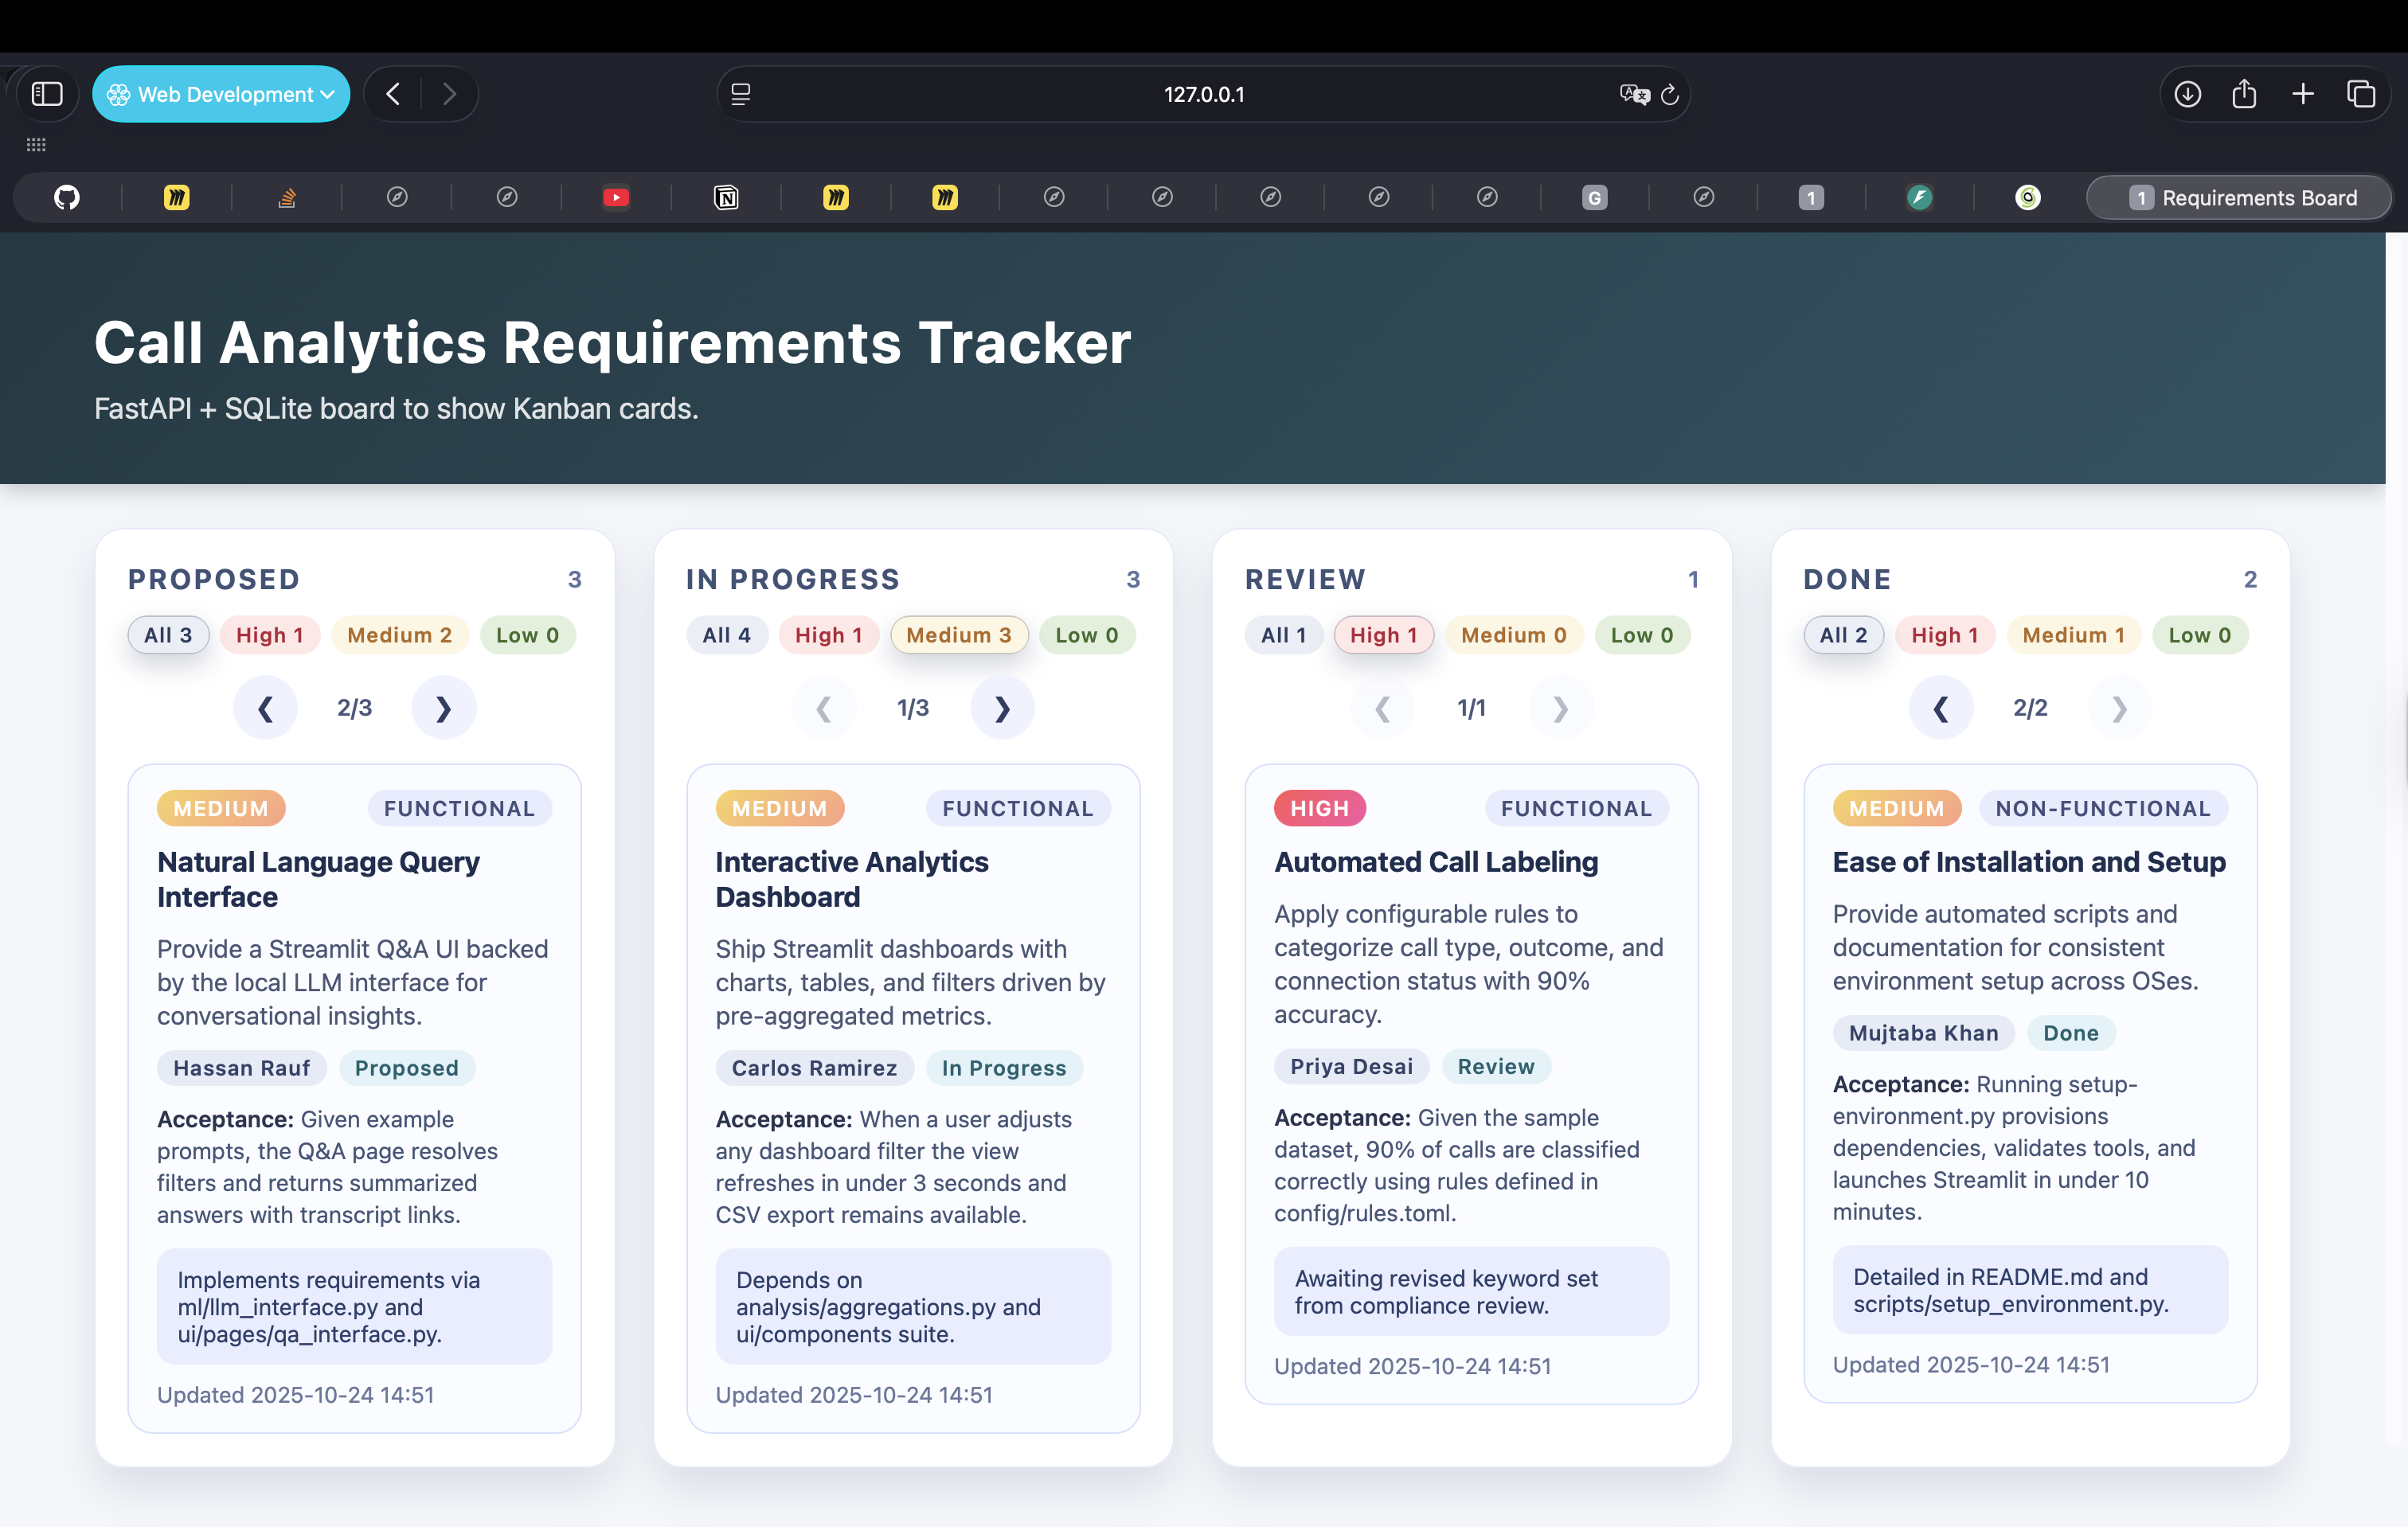 Web Development
127.0.0.1
G
1
1 Requirements Board
Call Analytics Requirements Tracker
FastAPI + SQLite board to show Kanban cards.
PROPOSED 3
All 3 High 1 Medium 2 Low 0
❮ 2/3 ❯
MEDIUM FUNCTIONAL
Natural Language Query
Interface
Provide a Streamlit Q&A UI backed
by the local LLM interface for
conversational insights.
Hassan Rauf Proposed
Acceptance: Given example
prompts, the Q&A page resolves
filters and returns summarized
answers with transcript links.
Implements requirements via
ml/llm_interface.py and
ui/pages/qa_interface.py.
Updated 2025-10-24 14:51
IN PROGRESS 3
All 4 High 1 Medium 3 Low 0
❮ 1/3 ❯
MEDIUM FUNCTIONAL
Interactive Analytics
Dashboard
Ship Streamlit dashboards with
charts, tables, and filters driven by
pre-aggregated metrics.
Carlos Ramirez In Progress
Acceptance: When a user adjusts
any dashboard filter the view
refreshes in under 3 seconds and
CSV export remains available.
Depends on
analysis/aggregations.py and
ui/components suite.
Updated 2025-10-24 14:51
REVIEW 1
All 1 High 1 Medium 0 Low 0
❮ 1/1 ❯
HIGH FUNCTIONAL
Automated Call Labeling
Apply configurable rules to
categorize call type, outcome, and
connection status with 90%
accuracy.
Priya Desai Review
Acceptance: Given the sample
dataset, 90% of calls are classified
correctly using rules defined in
config/rules.toml.
Awaiting revised keyword set
from compliance review.
Updated 2025-10-24 14:51
DONE 2
All 2 High 1 Medium 1 Low 0
❮ 2/2 ❯
MEDIUM NON-FUNCTIONAL
Ease of Installation and Setup
Provide automated scripts and
documentation for consistent
environment setup across OSes.
Mujtaba Khan Done
Acceptance: Running setup-
environment.py provisions
dependencies, validates tools, and
launches Streamlit in under 10
minutes.
Detailed in README.md and
scripts/setup_environment.py.
Updated 2025-10-24 14:51